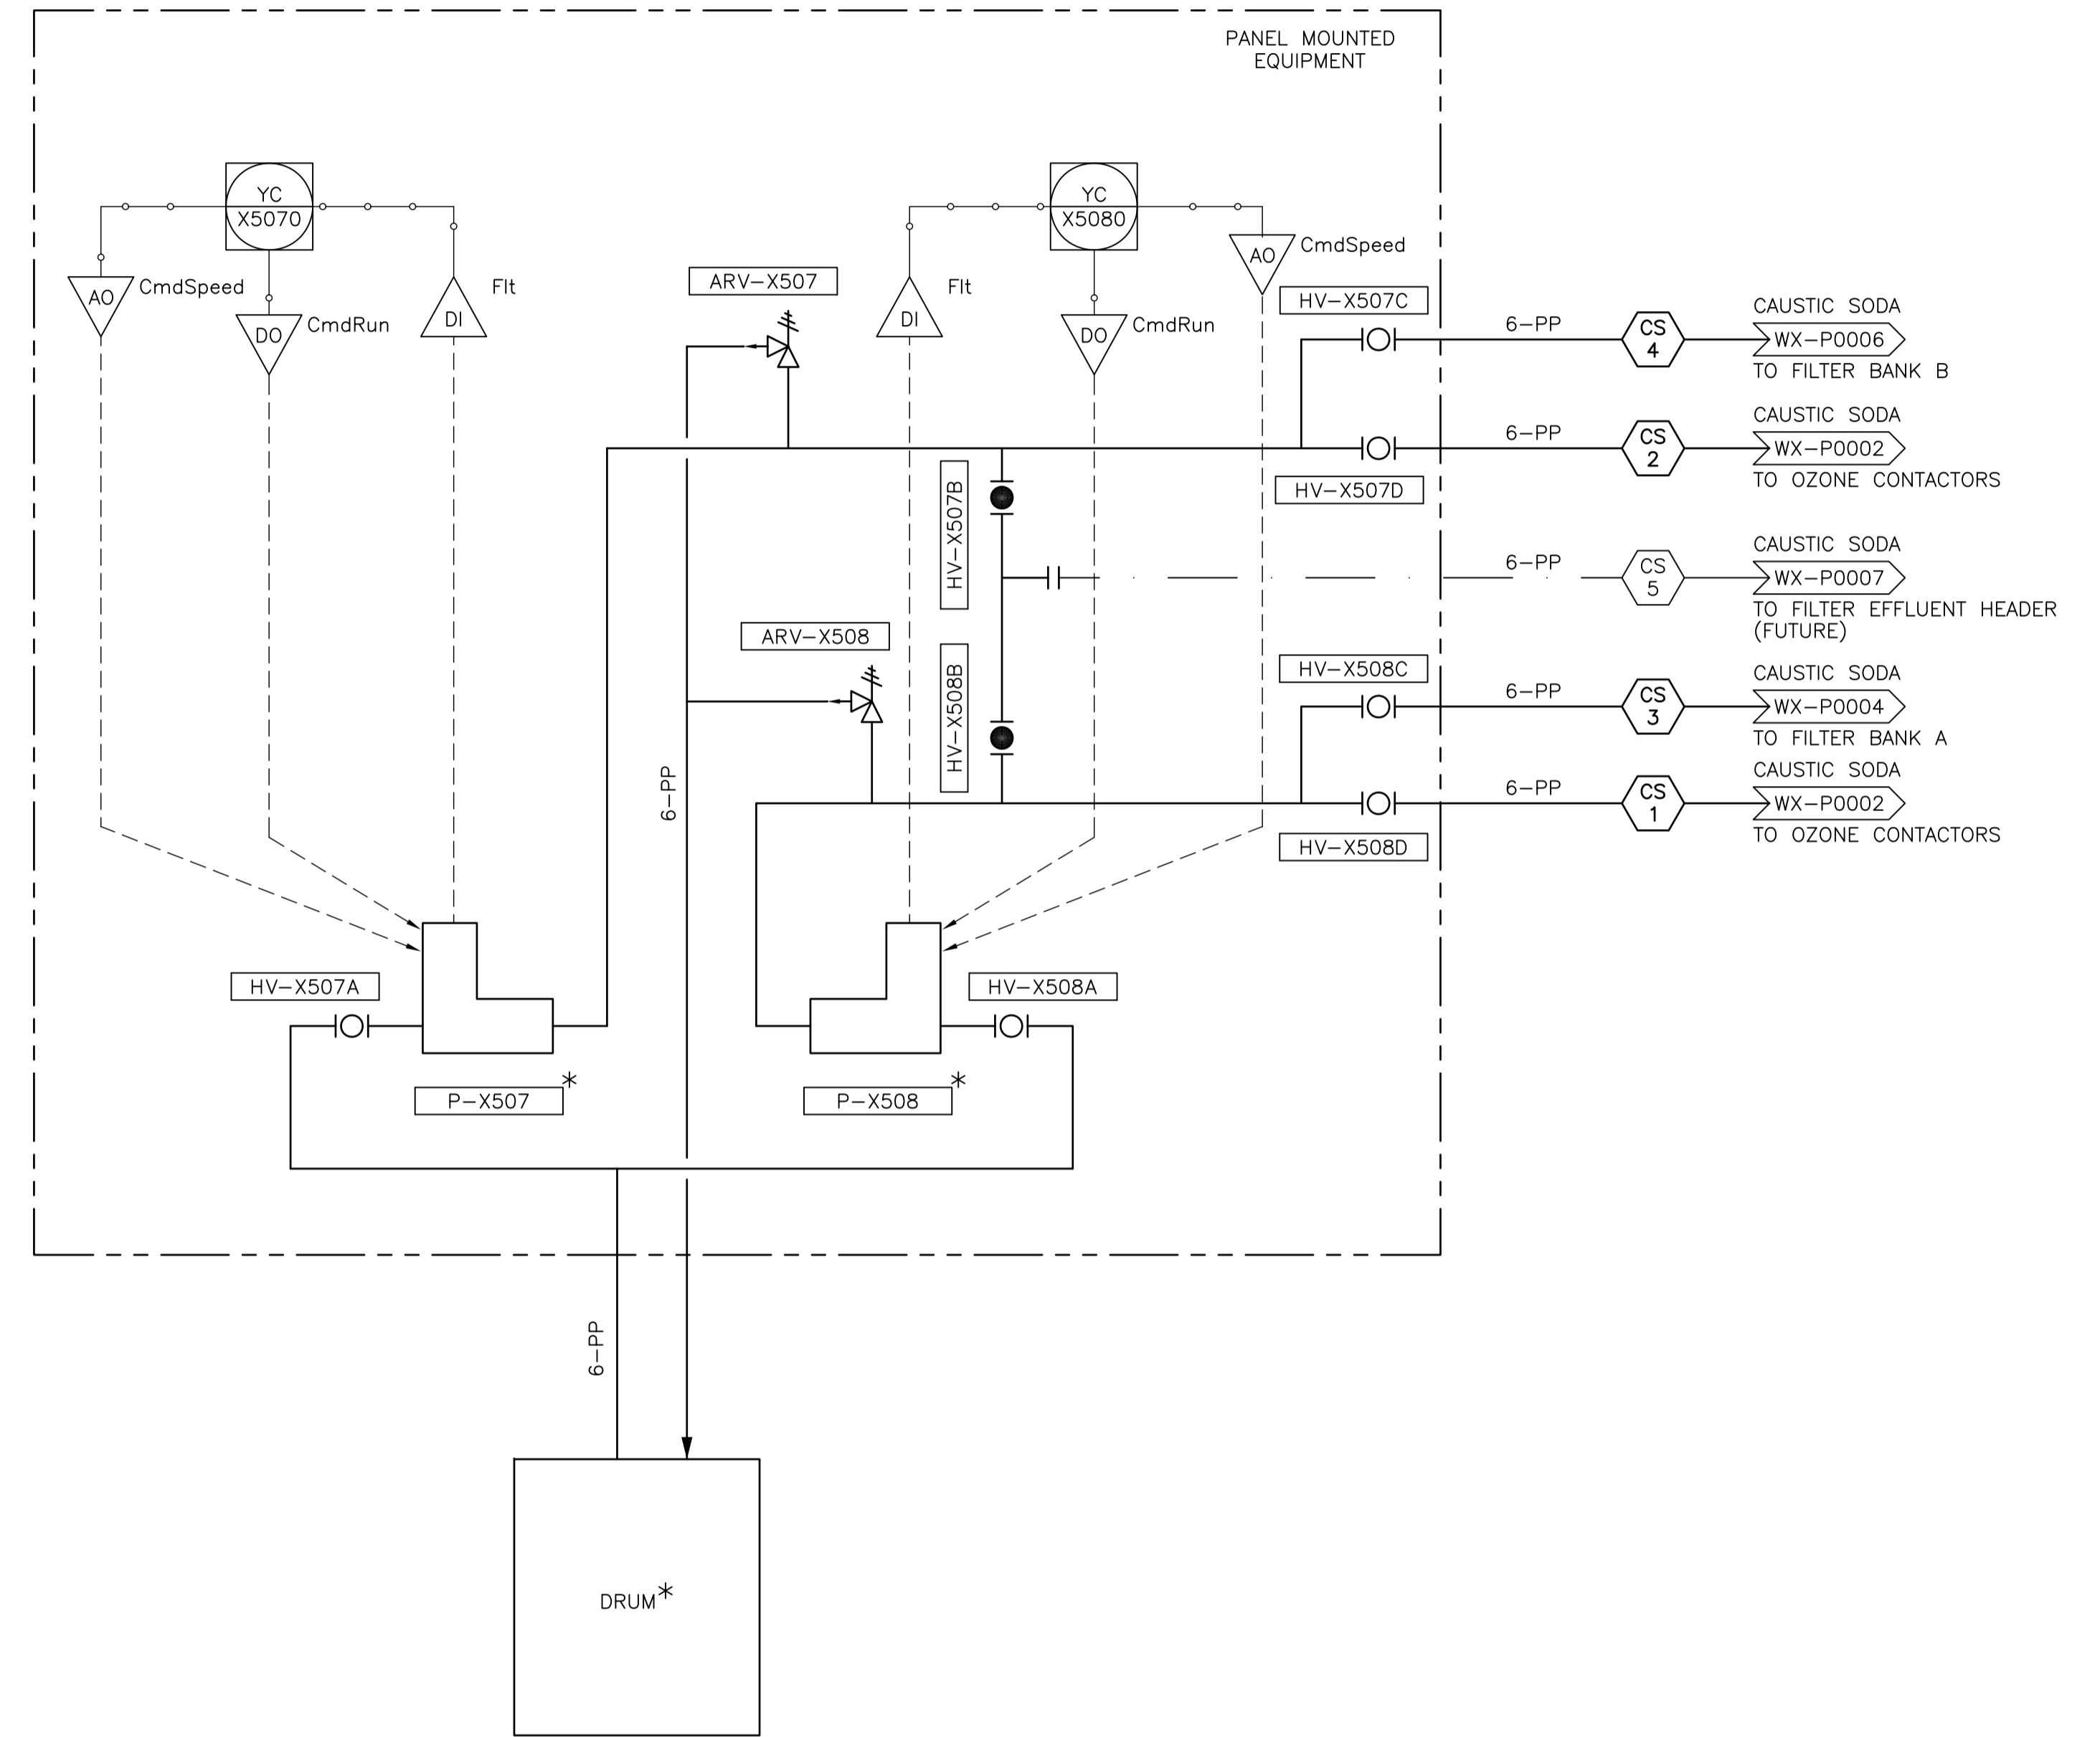 PANEL MOUNTED
EQUIPMENT
YC
X5070
YC
X5080
AO
CmdSpeed
DO
CmdRun
DI
Flt
ARV-X507
DI
Flt
DO
CmdRun
AO
CmdSpeed
HV-X507C
6-PP
CS
4
CAUSTIC SODA
WX-P0006
TO FILTER BANK B
HV-X507D
6-PP
CS
2
CAUSTIC SODA
WX-P0002
TO OZONE CONTACTORS
HV-X507B
6-PP
CS
5
CAUSTIC SODA
WX-P0007
TO FILTER EFFLUENT HEADER
(FUTURE)
ARV-X508
HV-X508B
HV-X508C
6-PP
CS
3
CAUSTIC SODA
WX-P0004
TO FILTER BANK A
6-PP
HV-X508D
6-PP
CS
1
CAUSTIC SODA
WX-P0002
TO OZONE CONTACTORS
HV-X507A
HV-X508A
P-X507*
P-X508*
6-PP
DRUM*